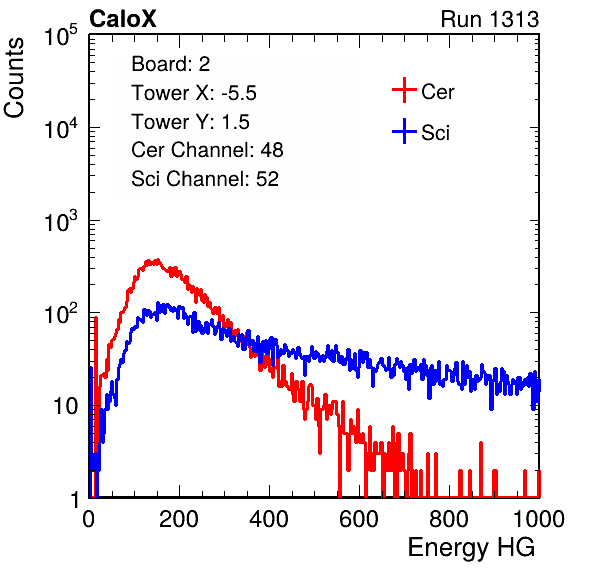 CaloX Run 1313
Counts
10^5
10^4
10^3
10^2
10
1
Board: 2
Tower X: -5.5
Tower Y: 1.5
Cer Channel: 48
Sci Channel: 52
Cer
Sci
0 200 400 600 800 1000
Energy HG